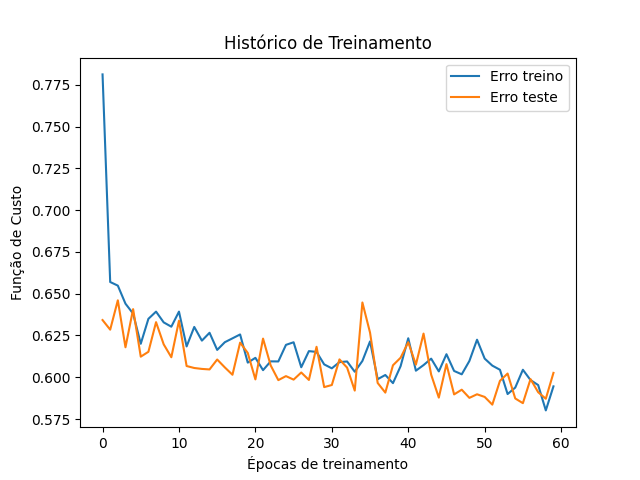 Histórico de Treinamento
Erro treino
Erro teste
Função de Custo
0.775
0.750
0.725
0.700
0.675
0.650
0.625
0.600
0.575
0 10 20 30 40 50 60
Épocas de treinamento